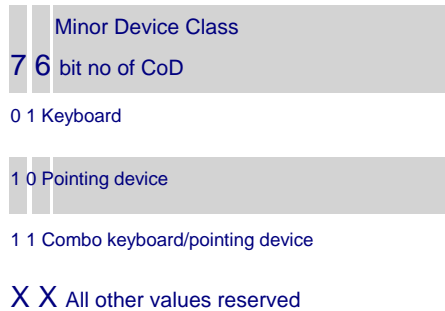 Minor Device Class
7 6 bit no of CoD
0 1 Keyboard
1 0 Pointing device
1 1 Combo keyboard/pointing device
X X All other values reserved